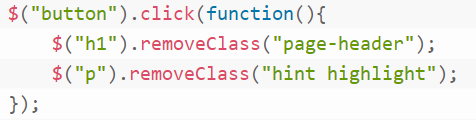 $("button").click(function(){
    $("h1").removeClass("page-header");
    $("p").removeClass("hint highlight");
});